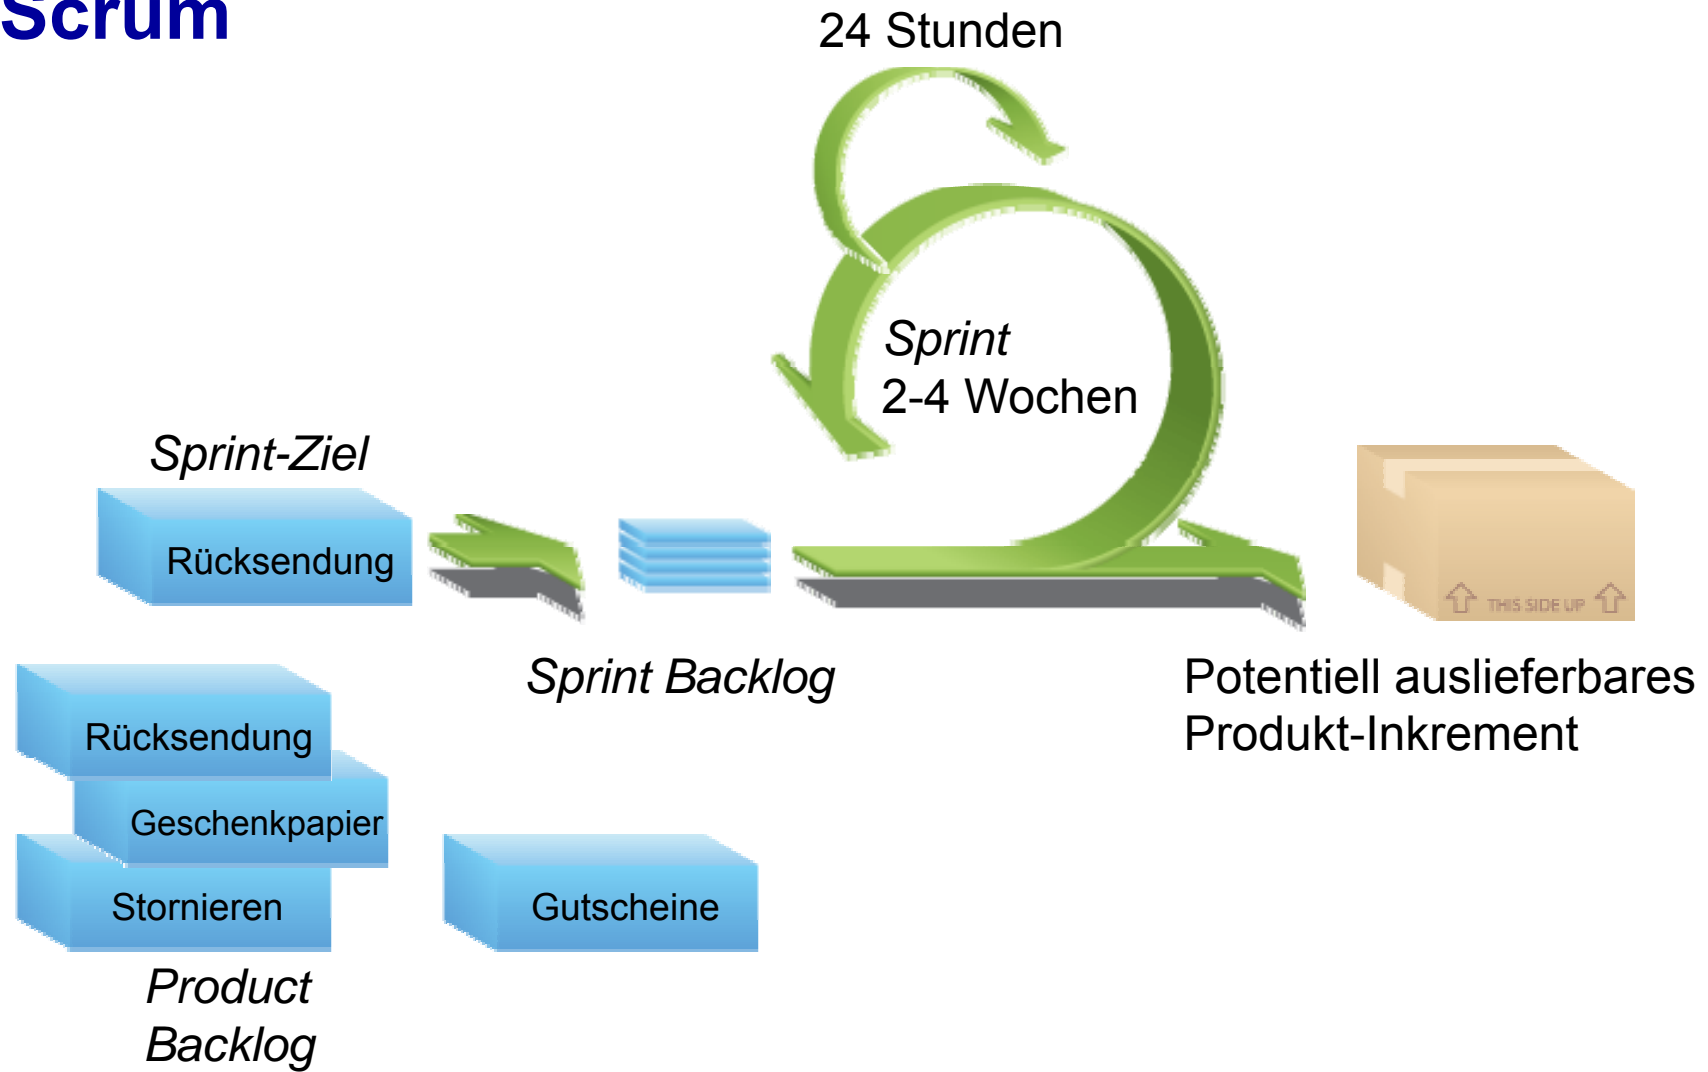 Scrum
24 Stunden
Sprint
2-4 Wochen
Sprint-Ziel
Rücksendung
THIS SIDE UP
Sprint Backlog
Potentiell auslieferbares
Produkt-Inkrement
Rücksendung
Geschenkpapier
Stornieren
Gutscheine
Product
Backlog